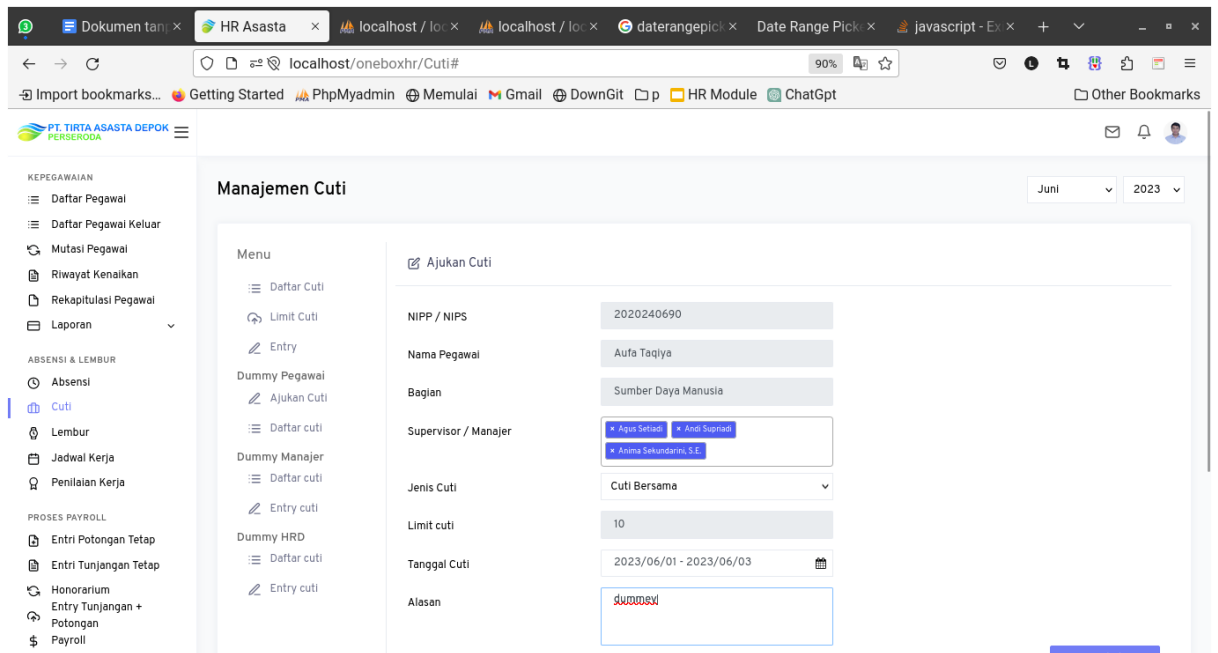 3 Dokumen tan HR Asasta localhost / loc localhost / loc daterangepick Date Range Picke javascript - Ex
localhost/oneboxhr/Cuti# 90%
Import bookmarks... Getting Started PhpMyadmin Memulai Gmail DownGit p HR Module ChatGpt Other Bookmarks
PT. TIRTA ASASTA DEPOK
PERSERODA
KEPEGAWAIAN
Daftar Pegawai
Daftar Pegawai Keluar
Mutasi Pegawai
Riwayat Kenaikan
Rekapitulasi Pegawai
Laporan
ABSENSI & LEMBUR
Absensi
Cuti
Lembur
Jadwal Kerja
Penilaian Kerja
PROSES PAYROLL
Entri Potongan Tetap
Entri Tunjangan Tetap
Honorarium
Entry Tunjangan +
Potongan
Payroll
Manajemen Cuti
Juni 2023
Menu
Daftar Cuti
Limit Cuti
Entry
Dummy Pegawai
Ajukan Cuti
Daftar cuti
Dummy Manajer
Daftar cuti
Entry cuti
Dummy HRD
Daftar cuti
Entry cuti
Ajukan Cuti
NIPP / NIPS 2020240690
Nama Pegawai Aufa Taqiya
Bagian Sumber Daya Manusia
Supervisor / Manajer × Agus Setiadi × Andi Supriadi
× Anima Sekundarini, S.E.
Jenis Cuti Cuti Bersama
Limit cuti 10
Tanggal Cuti 2023/06/01 - 2023/06/03
Alasan dummey